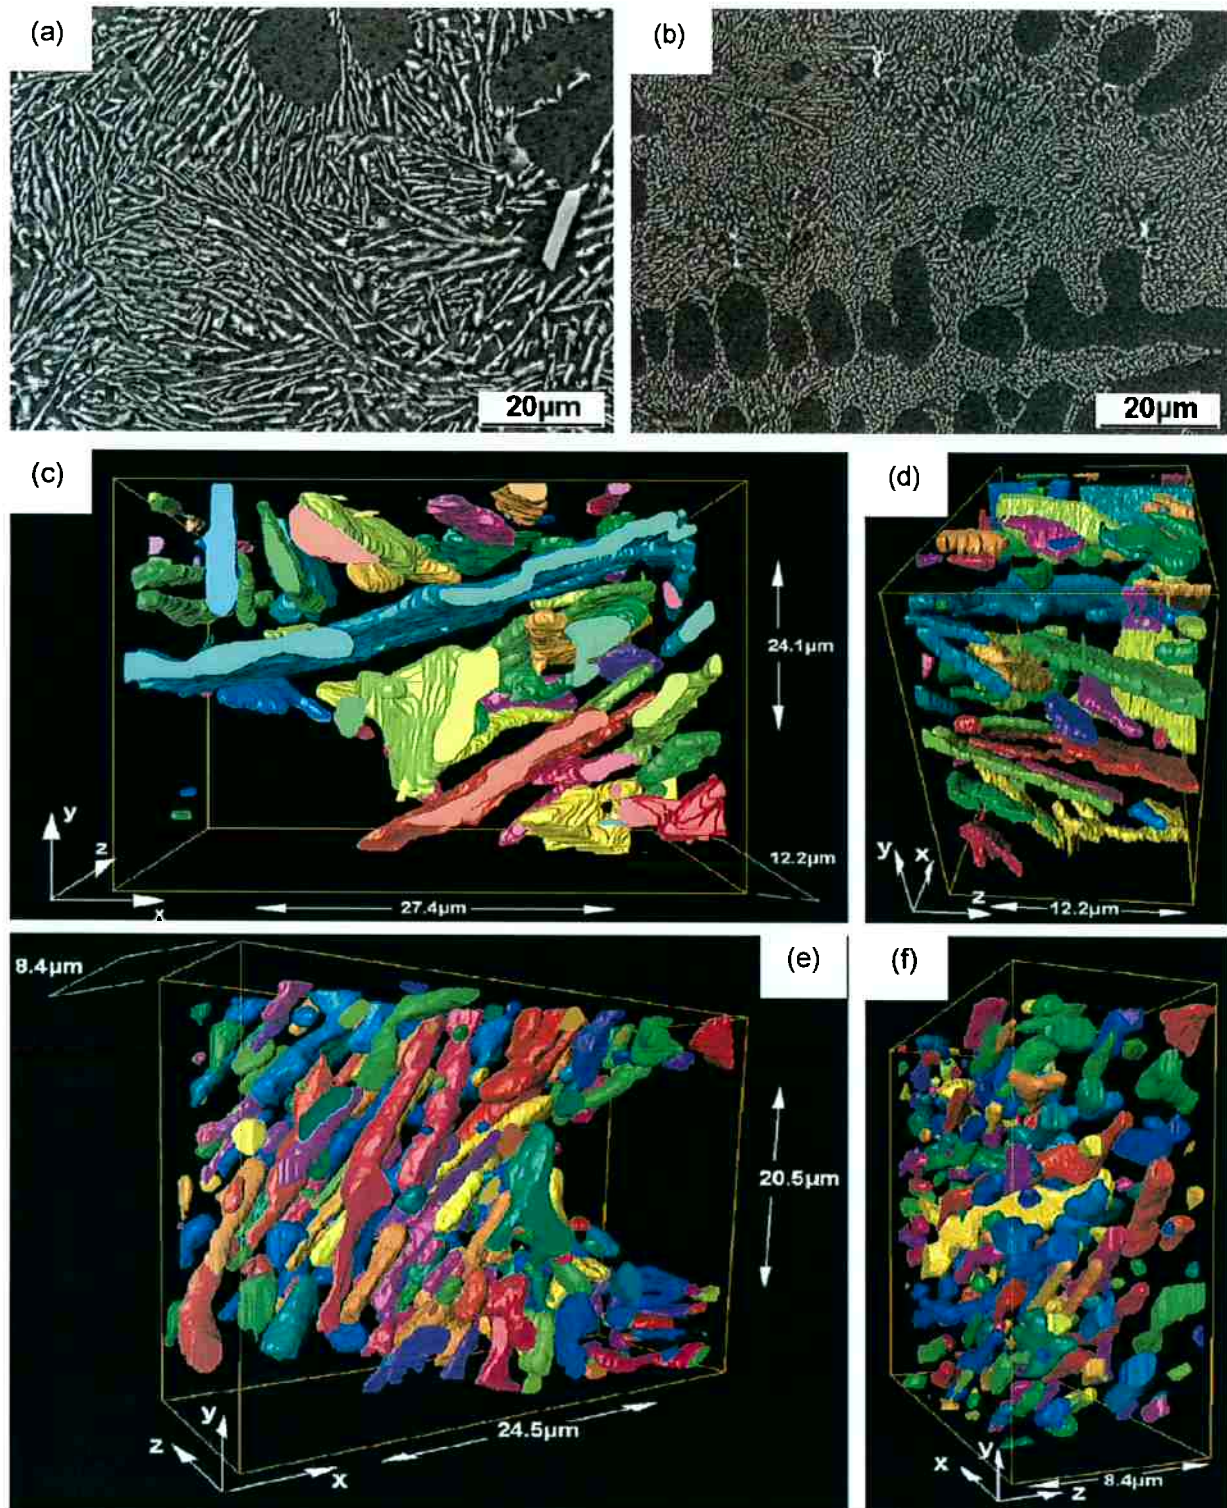 (a)
(b)
20µm
20µm
(c)
(d)
24.1µm
y
z
x
12.2µm
27.4µm
y
x
z
12.2µm
8.4µm
(e)
(f)
20.5µm
y
z
x
24.5µm
y
x
z
8.4µm